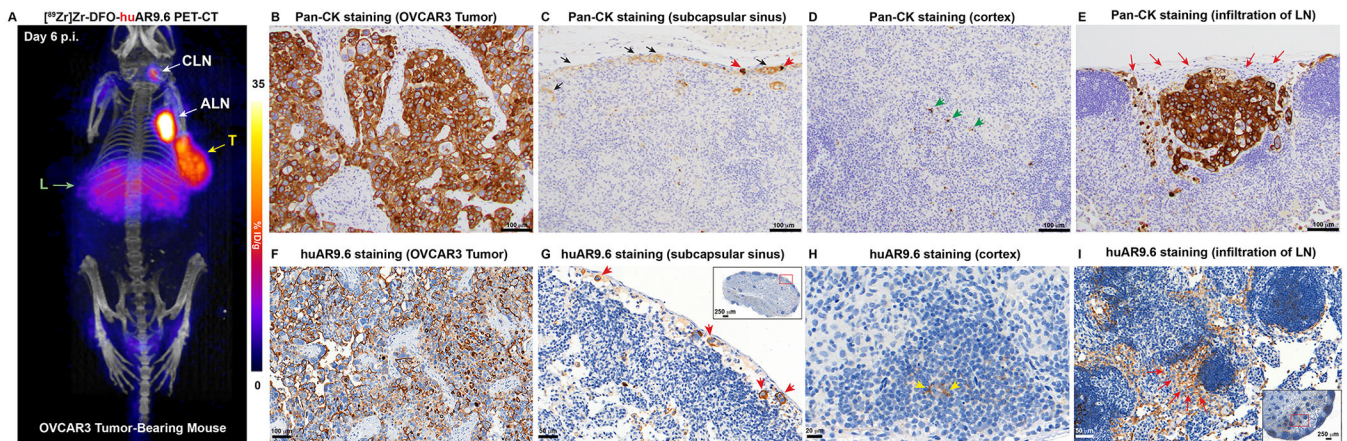 A
[⁸⁹Zr]Zr-DFO-huAR9.6 PET-CT
Day 6 p.i.
CLN
ALN
T
L
OVCAR3 Tumor-Bearing Mouse
35
% ID/g
0
B
Pan-CK staining (OVCAR3 Tumor)
100 μm
C
Pan-CK staining (subcapsular sinus)
100 μm
D
Pan-CK staining (cortex)
100 μm
E
Pan-CK staining (infiltration of LN)
100 μm
F
huAR9.6 staining (OVCAR3 Tumor)
100 μm
G
huAR9.6 staining (subcapsular sinus)
250 μm
50 μm
H
huAR9.6 staining (cortex)
20 μm
I
huAR9.6 staining (infiltration of LN)
50 μm
250 μm